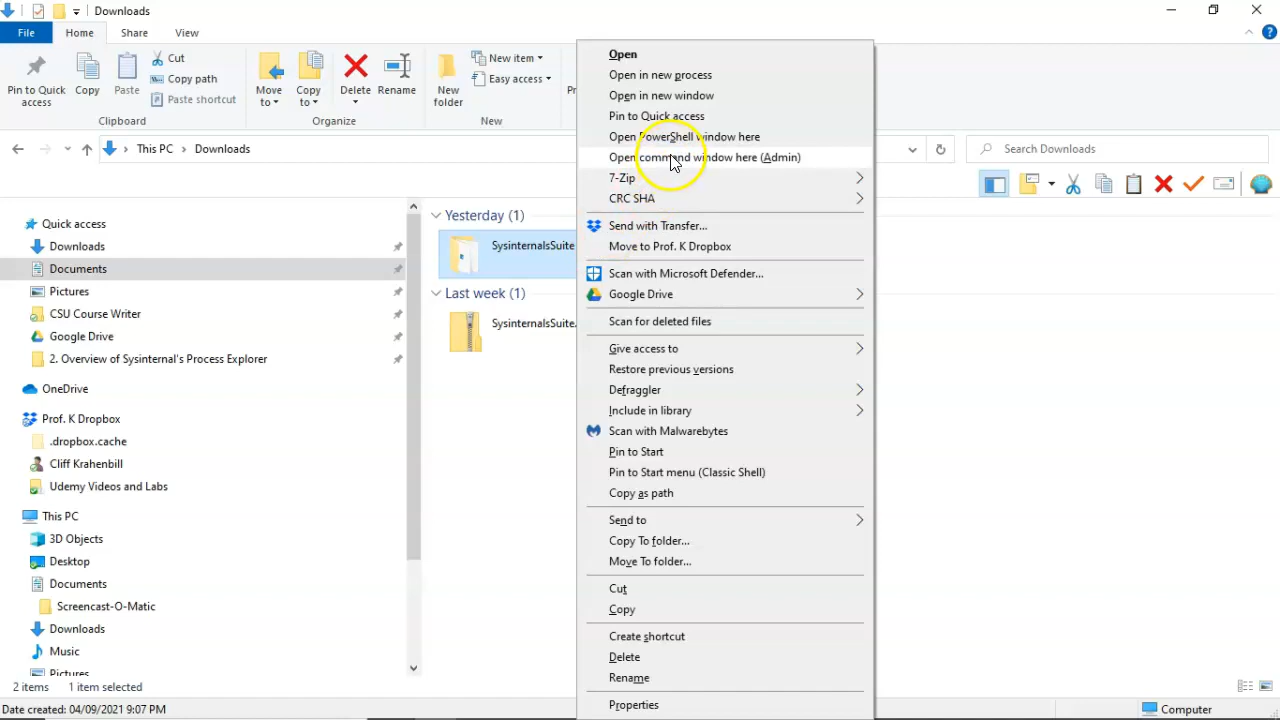 Downloads
File
Home
Share
View
Pin to Quick access
Copy
Paste
Cut
Copy path
Paste shortcut
Clipboard
Move to
Copy to
Delete
Rename
Organize
New folder
New item
Easy access
New
Pr
This PC
Downloads
Search Downloads
Quick access
Downloads
Documents
Pictures
CSU Course Writer
Google Drive
2. Overview of Sysinternal's Process Explorer
OneDrive
Prof. K Dropbox
.dropbox.cache
Cliff Krahenbill
Udemy Videos and Labs
This PC
3D Objects
Desktop
Documents
Screencast-O-Matic
Downloads
Music
Pictures
Yesterday (1)
SysinternalsSuite
Last week (1)
SysinternalsSuite.
Open
Open in new process
Open in new window
Pin to Quick access
Open PowerShell window here
Open command window here (Admin)
7-Zip
CRC SHA
Send with Transfer...
Move to Prof. K Dropbox
Scan with Microsoft Defender...
Google Drive
Scan for deleted files
Give access to
Restore previous versions
Defraggler
Include in library
Scan with Malwarebytes
Pin to Start
Pin to Start menu (Classic Shell)
Copy as path
Send to
Copy To folder...
Move To folder...
Cut
Copy
Create shortcut
Delete
Rename
Properties
2 items
1 item selected
Date created: 04/09/2021 9:07 PM
Computer